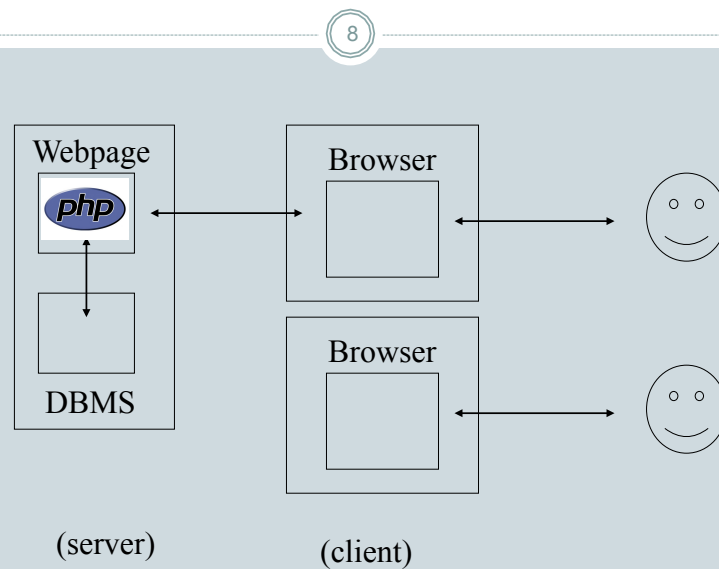 8
Webpage
php
DBMS
(server)
Browser
Browser
(client)